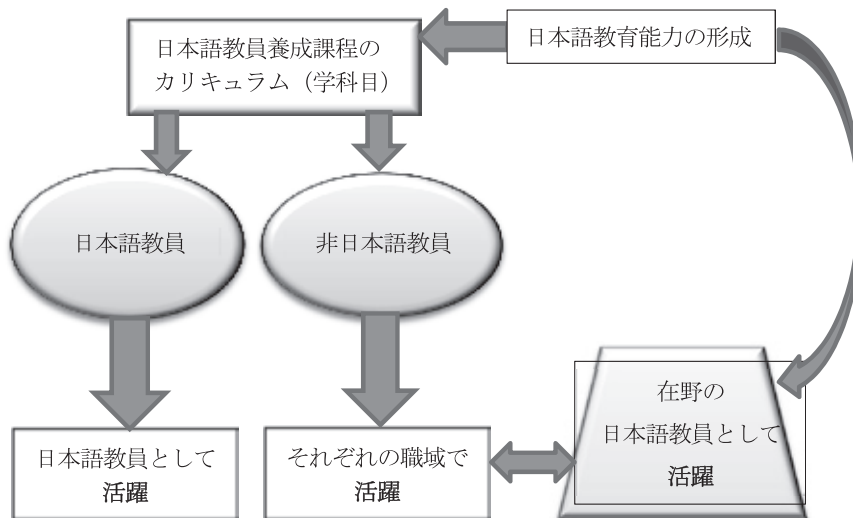 日本語教員養成課程の
カリキュラム（学科目）
日本語教育能力の形成
日本語教員
非日本語教員
日本語教員として
活躍
それぞれの職域で
活躍
在野の
日本語教員として
活躍